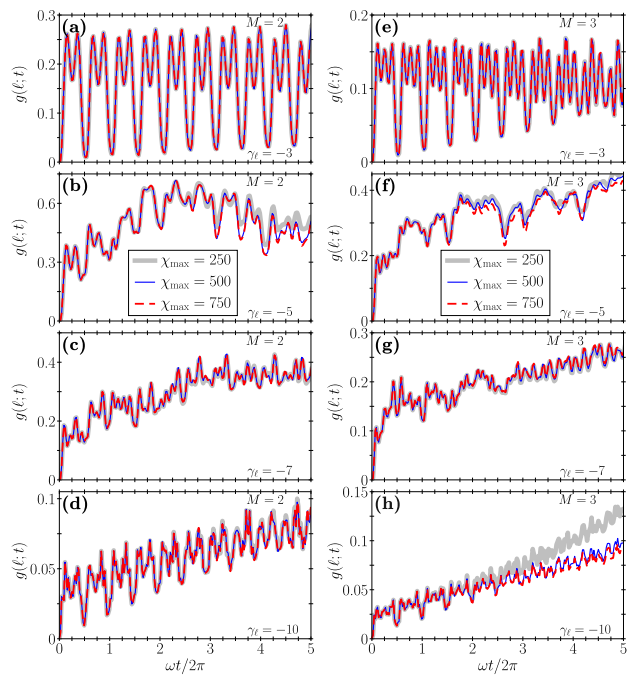 (a) M = 2
g(ℓ; t)
0.3
0.2
0.1
0
γℓ = −3
(b) M = 2
g(ℓ; t)
0.6
0.3
0.0
χmax = 250
χmax = 500
χmax = 750
γℓ = −5
(c) M = 2
g(ℓ; t)
0.4
0.2
0
γℓ = −7
(d) M = 2
g(ℓ; t)
0.1
0.05
0
γℓ = −10
0 1 2 3 4 5
ωt/2π
(e) M = 3
g(ℓ; t)
0.2
0.1
0
γℓ = −3
(f) M = 3
g(ℓ; t)
0.4
0.2
0
χmax = 250
χmax = 500
χmax = 750
γℓ = −5
(g) M = 3
g(ℓ; t)
0.3
0.2
0.1
0
γℓ = −7
(h) M = 3
g(ℓ; t)
0.15
0.1
0.05
0
γℓ = −10
0 1 2 3 4 5
ωt/2π